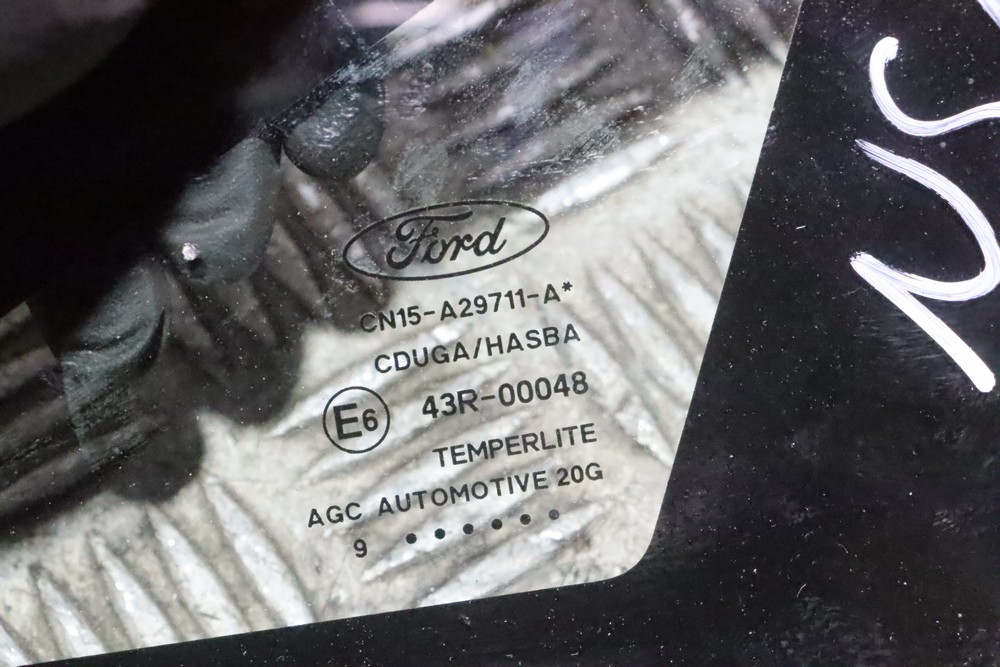 Ford
CN15-A29711-A*
CDUGA/HASBA
E6 43R-00048
TEMPERLITE
AGC AUTOMOTIVE 20G
9 ●●●●●●